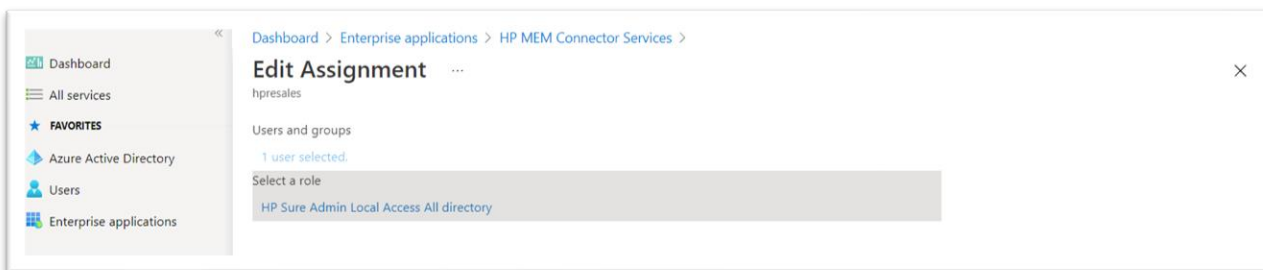 «
Dashboard > Enterprise applications > HP MEM Connector Services >
Edit Assignment ...
hpresales
Dashboard
All services
FAVORITES
Azure Active Directory
Users
Enterprise applications
Users and groups
1 user selected.
Select a role
HP Sure Admin Local Access All directory